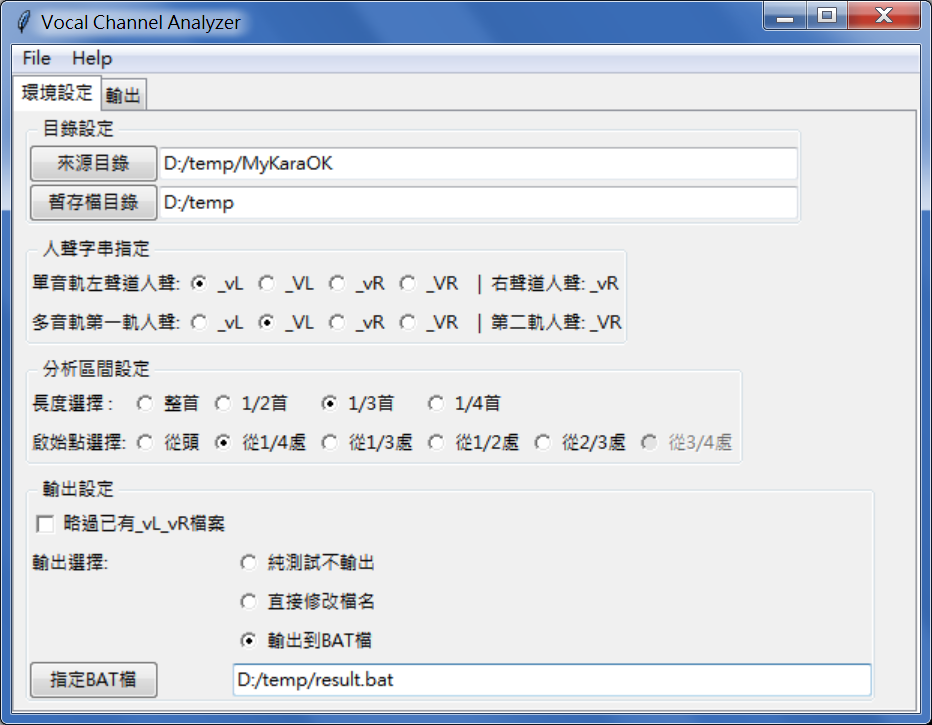 Vocal Channel Analyzer
File Help
環境設定 輸出
目錄設定
來源目錄 D:/temp/MyKaraOK
暫存檔目錄 D:/temp
人聲字串指定
單音軌左聲道人聲: _vL _VL _vR _VR | 右聲道人聲: _vR
多音軌第一軌人聲: _vL _VL _vR _VR | 第二軌人聲: _VR
分析區間設定
長度選擇 : 整首 1/2首 1/3首 1/4首
啟始點選擇: 從頭 從1/4處 從1/3處 從1/2處 從2/3處 從3/4處
輸出設定
略過已有_vL_vR檔案
輸出選擇: 純測試不輸出
直接修改檔名
輸出到BAT檔
指定BAT檔 D:/temp/result.bat